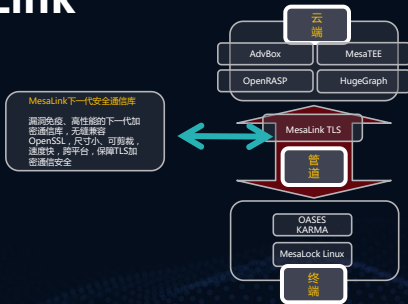 Link
云
端
AdvBox
MesaTEE
OpenRASP
HugeGraph
MesaLink下一代安全通信库
漏洞免疫、高性能的下一代加
密通信库，无缝兼容
OpenSSL，尺寸小、可剪裁，
速度快，跨平台，保障TLS加
密通信安全
MesaLink TLS
管
道
OASES
KARMA
MesaLock Linux
终
端